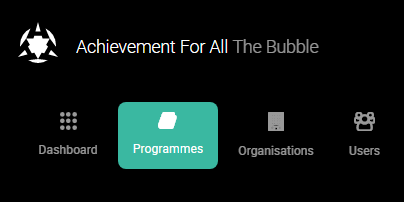 Achievement For All The Bubble
Dashboard Programmes Organisations Users